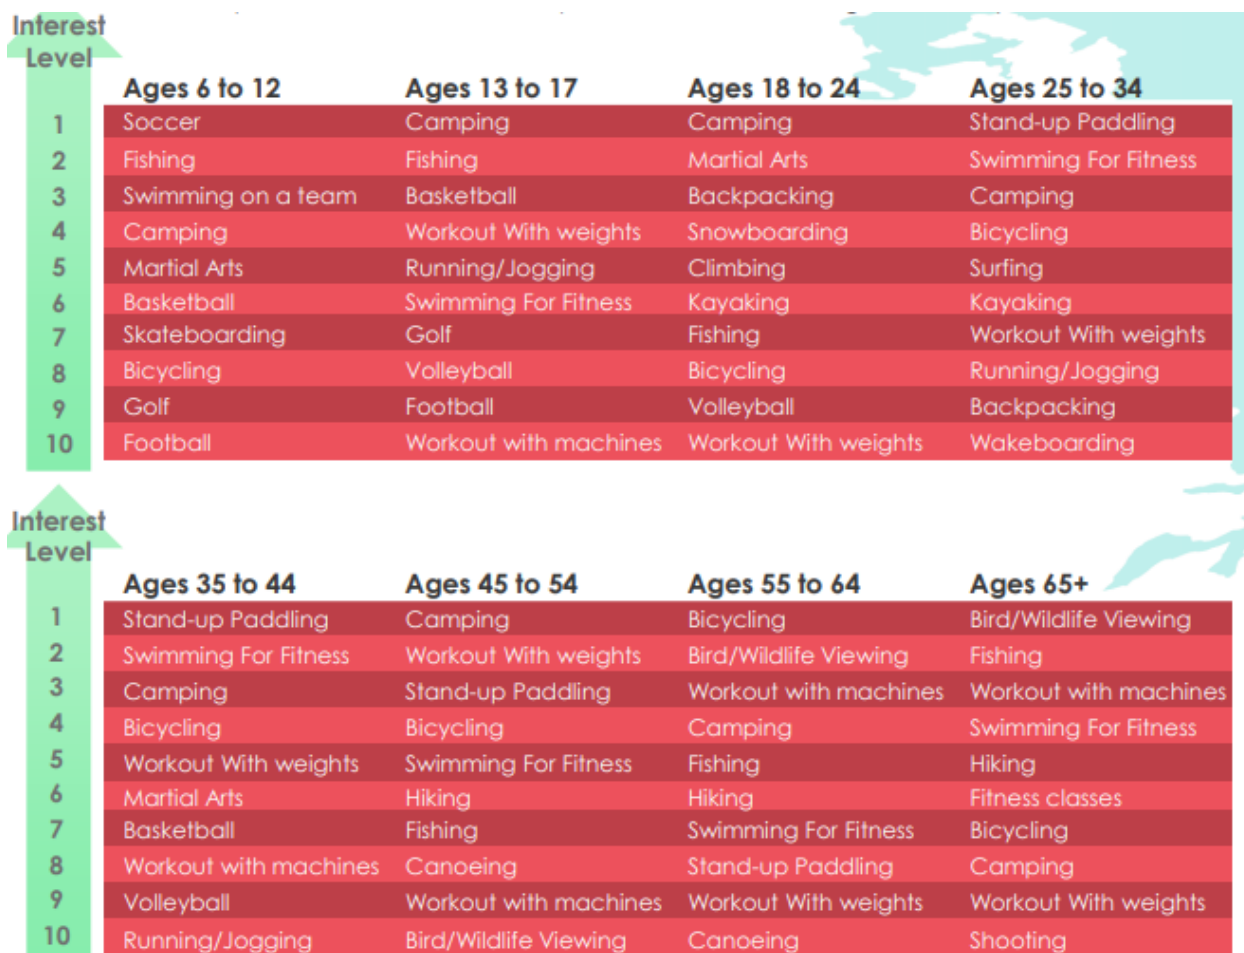 Interest
Level
Ages 6 to 12 Ages 13 to 17 Ages 18 to 24 Ages 25 to 34
1 Soccer Camping Camping Stand-up Paddling
2 Fishing Fishing Martial Arts Swimming For Fitness
3 Swimming on a team Basketball Backpacking Camping
4 Camping Workout With weights Snowboarding Bicycling
5 Martial Arts Running/Jogging Climbing Surfing
6 Basketball Swimming For Fitness Kayaking Kayaking
7 Skateboarding Golf Fishing Workout With weights
8 Bicycling Volleyball Bicycling Running/Jogging
9 Golf Football Volleyball Backpacking
10 Football Workout with machines Workout With weights Wakeboarding
Interest
Level
Ages 35 to 44 Ages 45 to 54 Ages 55 to 64 Ages 65+
1 Stand-up Paddling Camping Bicycling Bird/Wildlife Viewing
2 Swimming For Fitness Workout With weights Bird/Wildlife Viewing Fishing
3 Camping Stand-up Paddling Workout with machines Workout with machines
4 Bicycling Bicycling Camping Swimming For Fitness
5 Workout With weights Swimming For Fitness Fishing Hiking
6 Martial Arts Hiking Hiking Fitness classes
7 Basketball Fishing Swimming For Fitness Bicycling
8 Workout with machines Canoeing Stand-up Paddling Camping
9 Volleyball Workout with machines Workout With weights Workout With weights
10 Running/Jogging Bird/Wildlife Viewing Canoeing Shooting